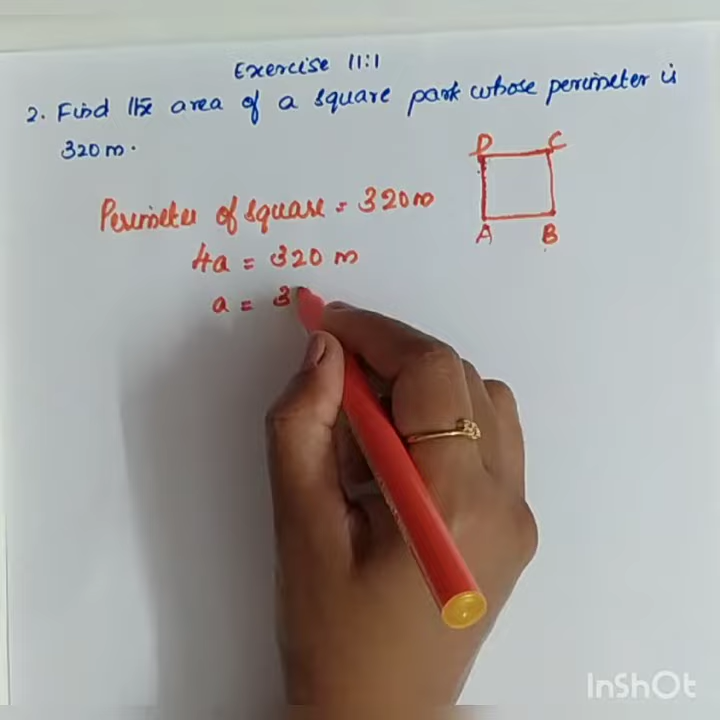 Exercise 11:1
2. Find the area of a square park whose perimeter is
320 m.
D C
Perimeter of square = 320 m
A B
4a = 320 m
a = 3
InShOt